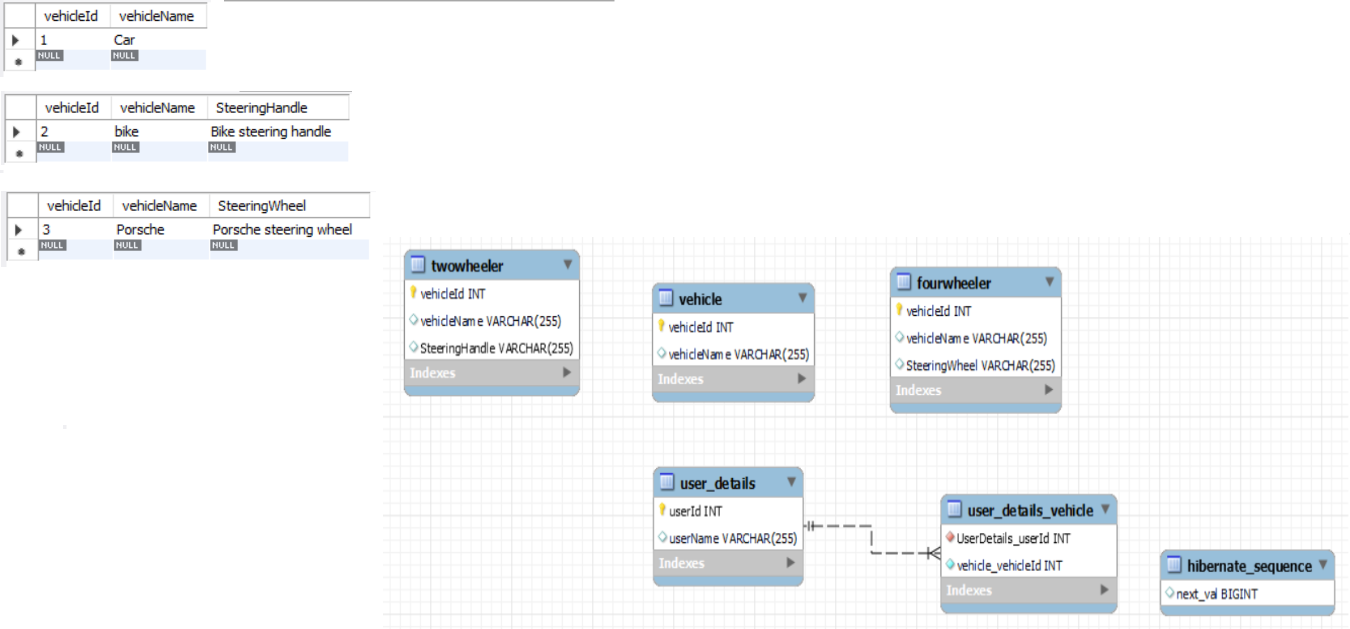 vehicleId vehicleName
1 Car
NULL NULL
vehicleId vehicleName SteeringHandle
2 bike Bike steering handle
NULL NULL NULL
vehicleId vehicleName SteeringWheel
3 Porsche Porsche steering wheel
NULL NULL NULL
twowheeler
vehicleId INT
vehicleName VARCHAR(255)
SteeringHandle VARCHAR(255)
Indexes
vehicle
vehicleId INT
vehicleName VARCHAR(255)
Indexes
fourwheeler
vehicleId INT
vehicleName VARCHAR(255)
SteeringWheel VARCHAR(255)
Indexes
user_details
userId INT
userName VARCHAR(255)
Indexes
user_details_vehicle
UserDetails_userId INT
vehicle_vehicleId INT
Indexes
hibernate_sequence
next_val BIGINT